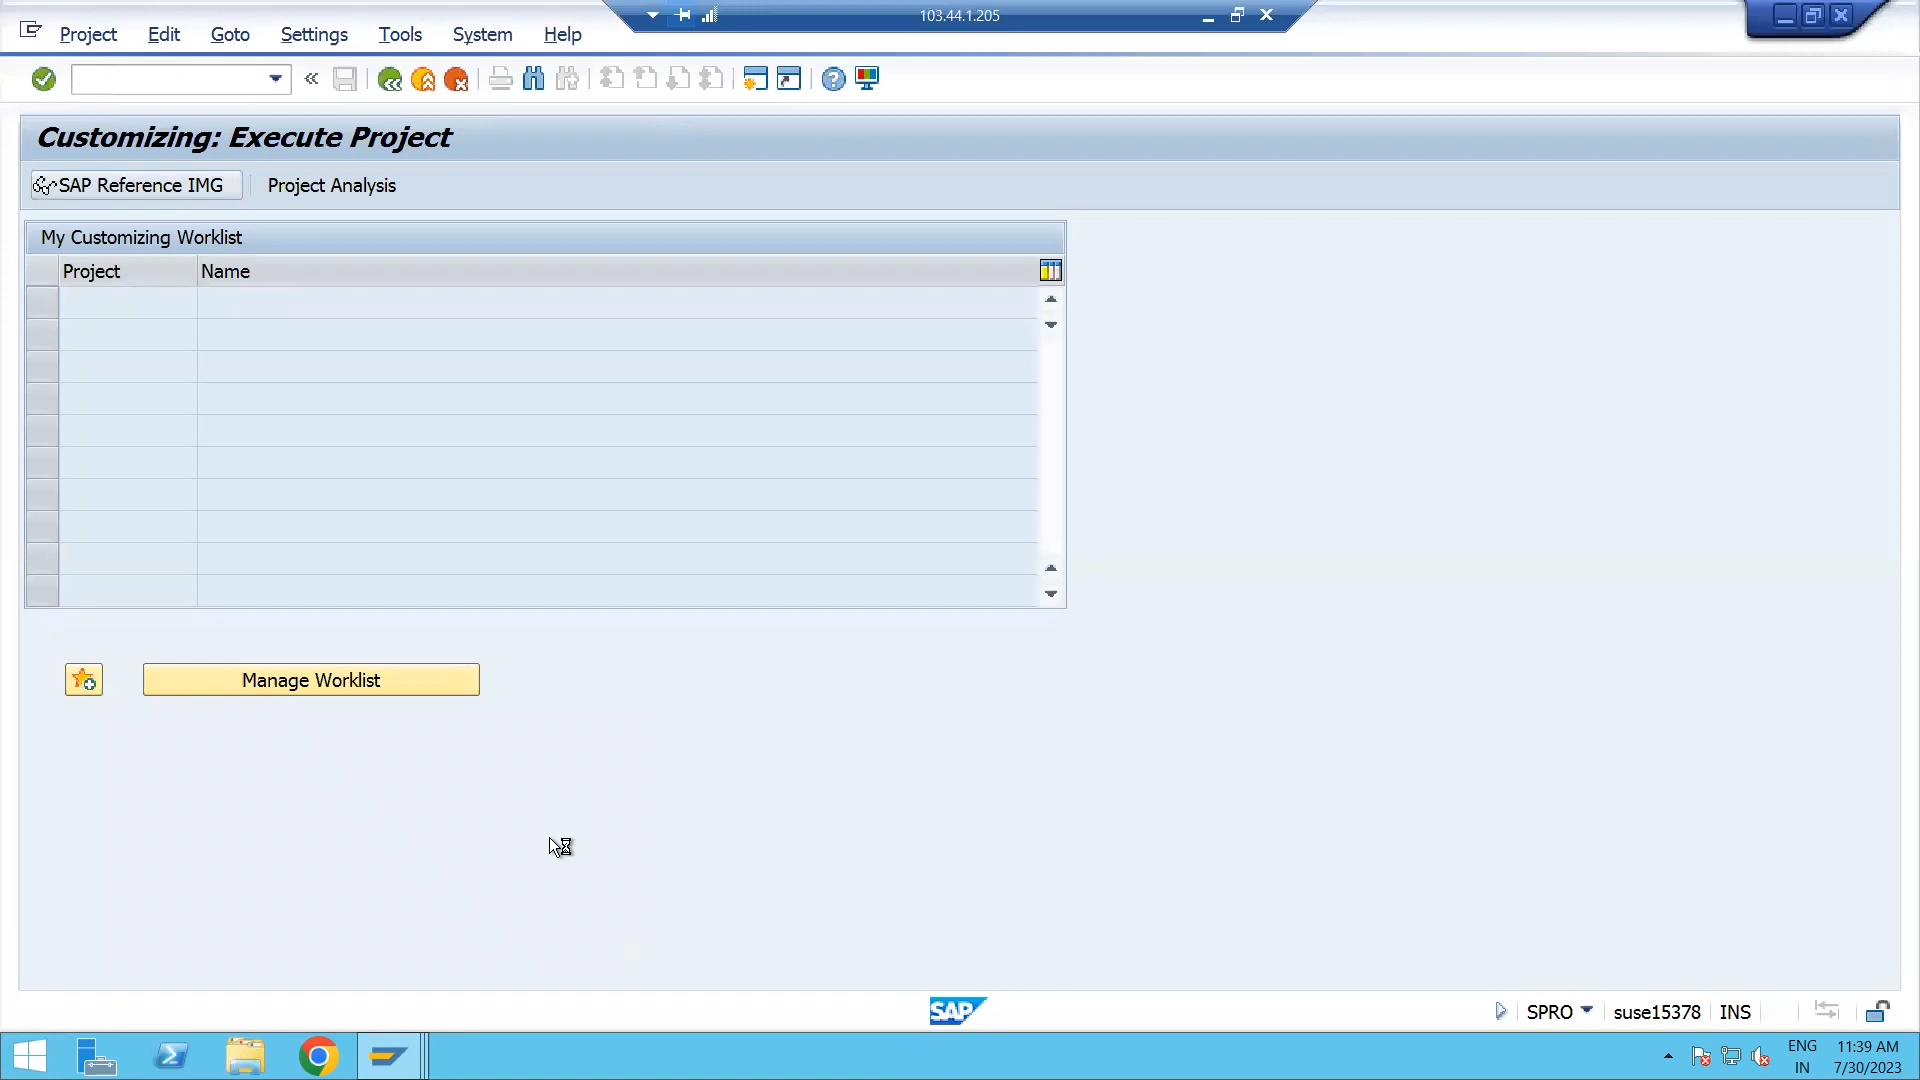 103.44.1.205
Project Edit Goto Settings Tools System Help
Customizing: Execute Project
SAP Reference IMG Project Analysis
My Customizing Worklist
Project Name
Manage Worklist
SAP SPRO suse15378 INS
ENG 11:39 AM
IN 7/30/2023